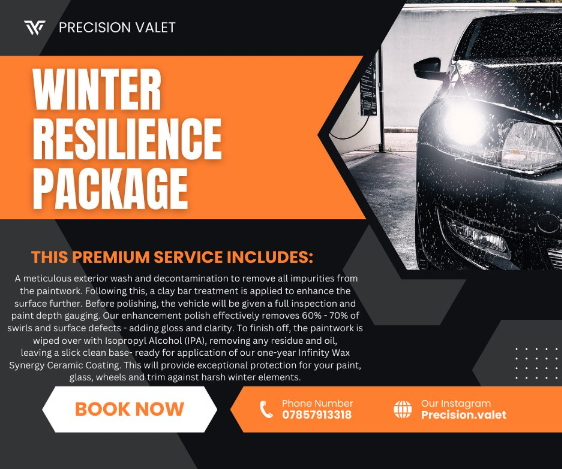 PRECISION VALET
WINTER
RESILIENCE
PACKAGE
THIS PREMIUM SERVICE INCLUDES:
A meticulous exterior wash and decontamination to remove all impurities from
the paintwork. Following this, a clay bar treatment is applied to enhance the
surface further. Before polishing, the vehicle will be given a full inspection and
paint depth gauging. Our enhancement polish effectively removes 60% - 70% of
swirls and surface defects - adding gloss and clarity. To finish off, the paintwork is
wiped over with Isopropyl Alcohol (IPA), removing any residue and oil,
leaving a slick clean base- ready for application of our one-year Infinity Wax
Synergy Ceramic Coating. This will provide exceptional protection for your paint,
glass, wheels and trim against harsh winter elements.
BOOK NOW
Phone Number
07857913318
Our Instagram
Precision.valet